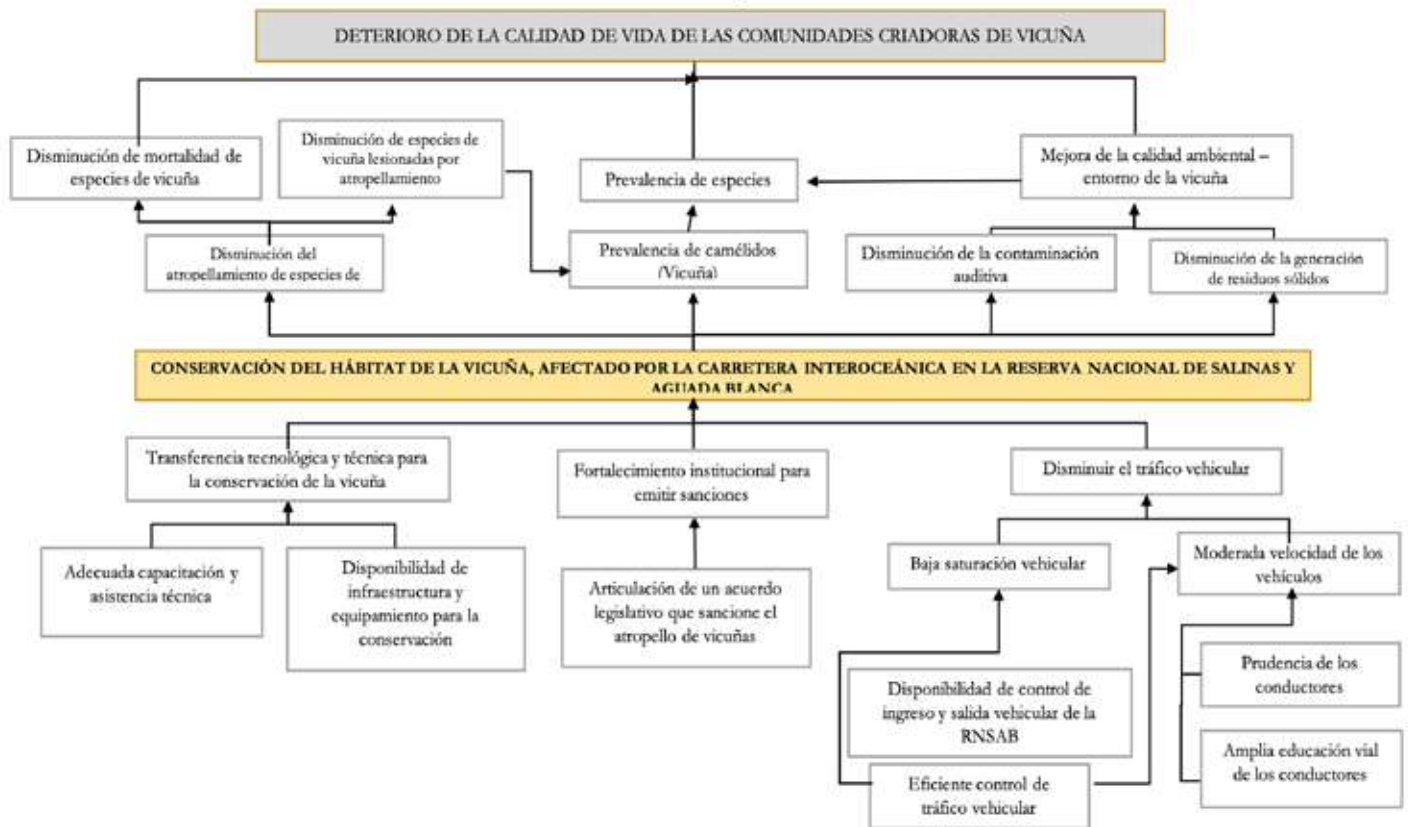 DETERIORO DE LA CALIDAD DE VIDA DE LAS COMUNIDADES CRIADORAS DE VICUÑA
Disminución de mortalidad de
especies de vicuña
Disminución de especies de
vicuña lesionadas por
atropellamiento
Prevalencia de especies
Mejora de la calidad ambiental –
entorno de la vicuña
Disminución del
atropellamiento de especies de
Prevalencia de camélidos
(Vicuña)
Disminución de la contaminación
auditiva
Disminución de la generación
de residuos sólidos
CONSERVACIÓN DEL HÁBITAT DE LA VICUÑA, AFECTADO POR LA CARRETERA INTEROCEÁNICA EN LA RESERVA NACIONAL DE SALINAS Y
AGUADA BLANCA
Transferencia tecnológica y técnica para
la conservación de la vicuña
Fortalecimiento institucional para
emitir sanciones
Disminuir el tráfico vehicular
Adecuada capacitación y
asistencia técnica
Disponibilidad de
infraestructura y
equipamiento para la
conservación
Articulación de un acuerdo
legislativo que sancione el
atropello de vicuñas
Baja saturación vehicular
Moderada velocidad de los
vehículos
Disponibilidad de control de
ingreso y salida vehicular de la
RNSAB
Prudencia de los
conductores
Amplia educación vial
de los conductores
Eficiente control de
tráfico vehicular